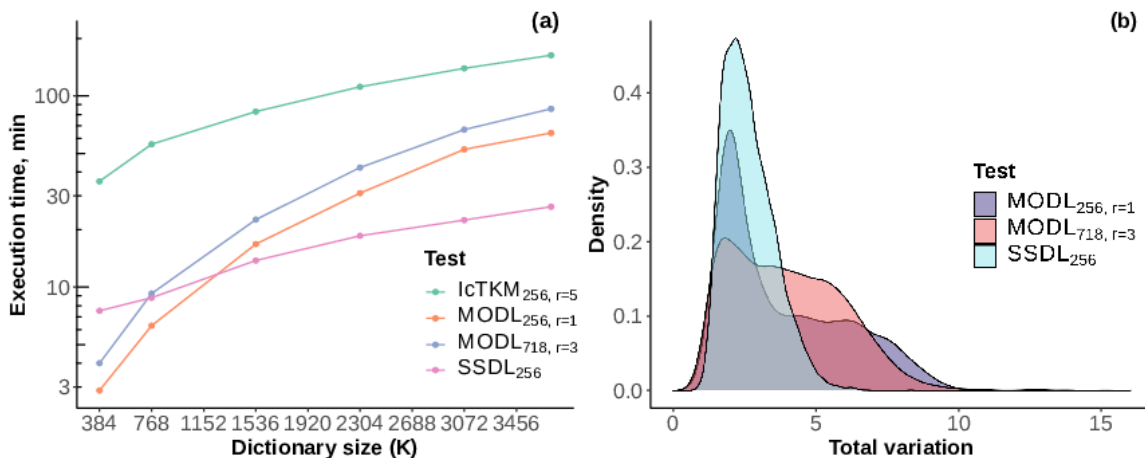 (a)
Execution time, min
100
30
10
3
384 768 1152 1536 1920 2304 2688 3072 3456
Dictionary size (K)
Test
IcTKM256, r=5
MODL256, r=1
MODL718, r=3
SSDL256
(b)
Density
0.4
0.3
0.2
0.1
0.0
0 5 10 15
Total variation
Test
MODL256, r=1
MODL718, r=3
SSDL256